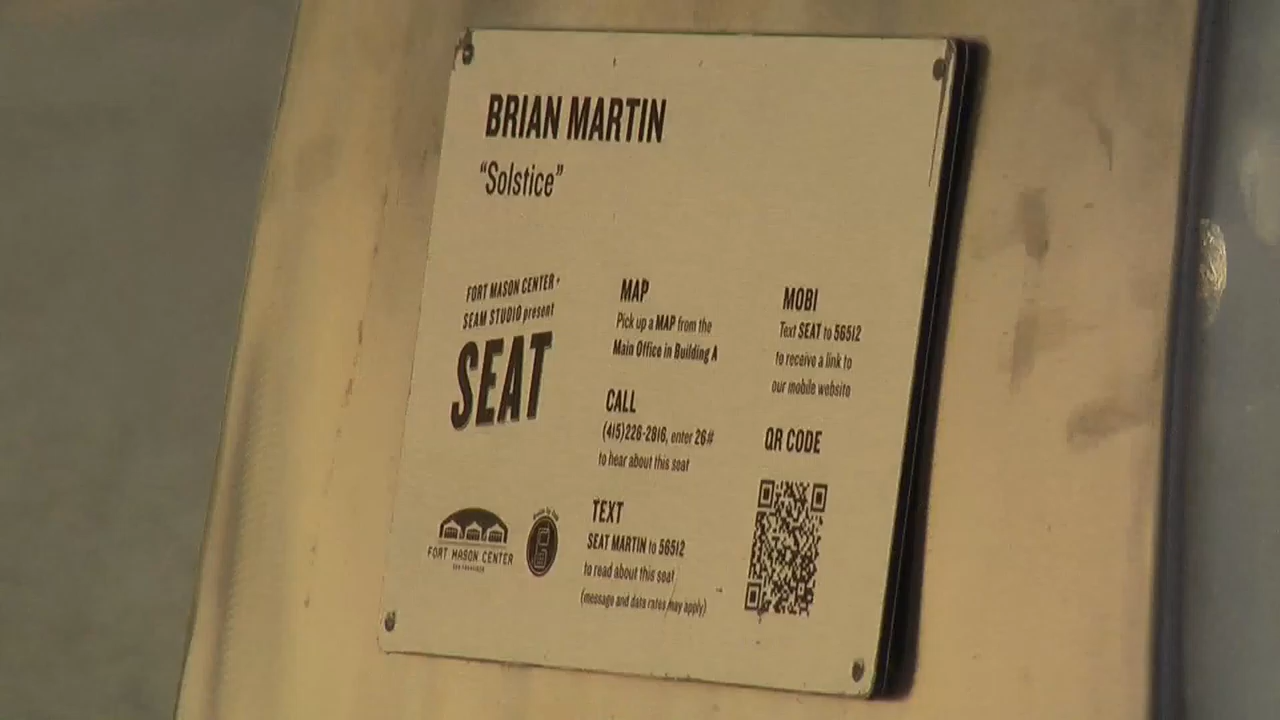 BRIAN MARTIN
“Solstice”
FORT MASON CENTER +
SEAM STUDIO present
SEAT
MAP
Pick up a MAP from the
Main Office in Building A
CALL
(415)226-2816, enter 26#
to hear about this seat
TEXT
SEAT MARTIN to 56512
to read about this seat
(message and data rates may apply)
MOBI
Text SEAT to 56512
to receive a link to
our mobile website
QR CODE
FORT MASON CENTER
SAN FRANCISCO